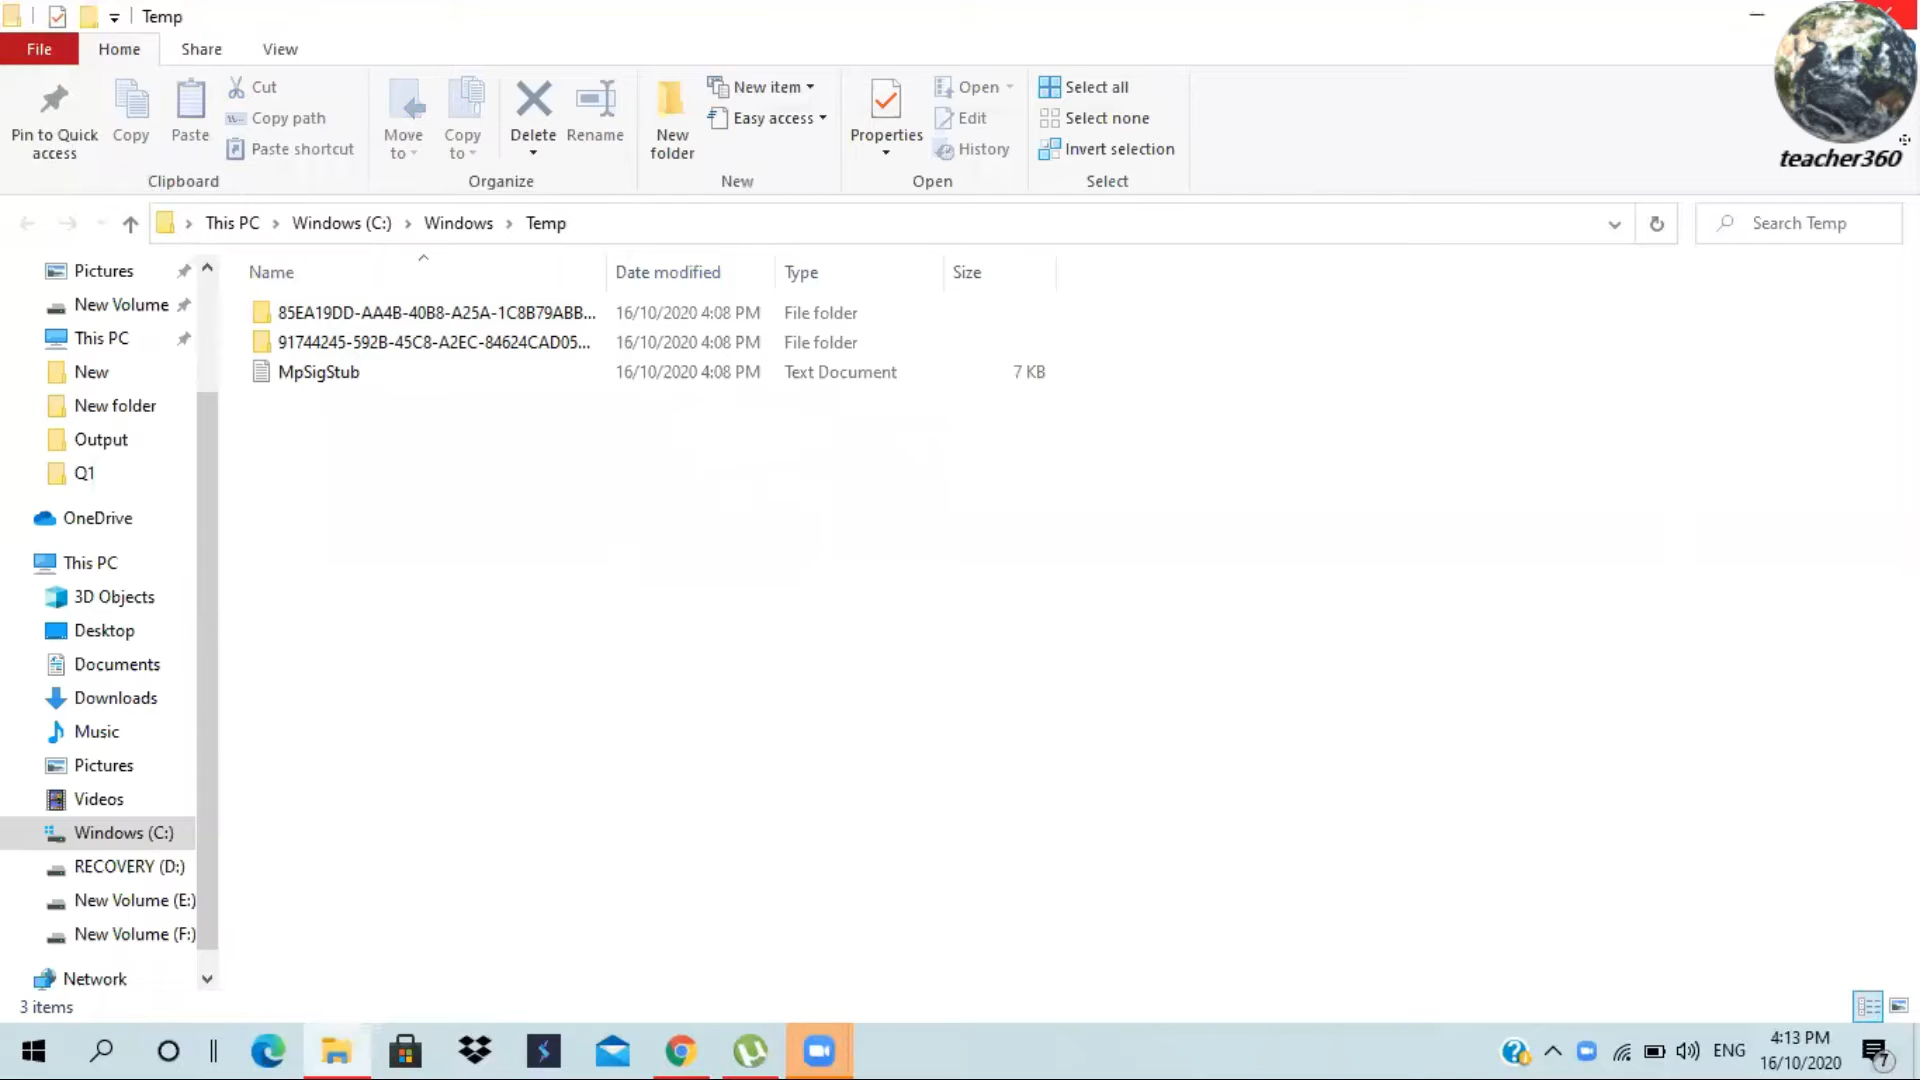 Temp
File Home Share View
Pin to Quick access
Copy
Paste
Cut
Copy path
Paste shortcut
Clipboard
Move to
Copy to
Delete
Rename
Organize
New folder
New item
Easy access
New
Properties
Open
Edit
History
Open
Select all
Select none
Invert selection
Select
teacher360
This PC > Windows (C:) > Windows > Temp
Search Temp
Name Date modified Type Size
85EA19DD-AA4B-40B8-A25A-1C8B79ABB... 16/10/2020 4:08 PM File folder
91744245-592B-45C8-A2EC-84624CAD05... 16/10/2020 4:08 PM File folder
MpSigStub 16/10/2020 4:08 PM Text Document 7 KB
Pictures
New Volume
This PC
New
New folder
Output
Q1
OneDrive
This PC
3D Objects
Desktop
Documents
Downloads
Music
Pictures
Videos
Windows (C:)
RECOVERY (D:)
New Volume (E:)
New Volume (F:)
Network
3 items
ENG
4:13 PM
16/10/2020
7